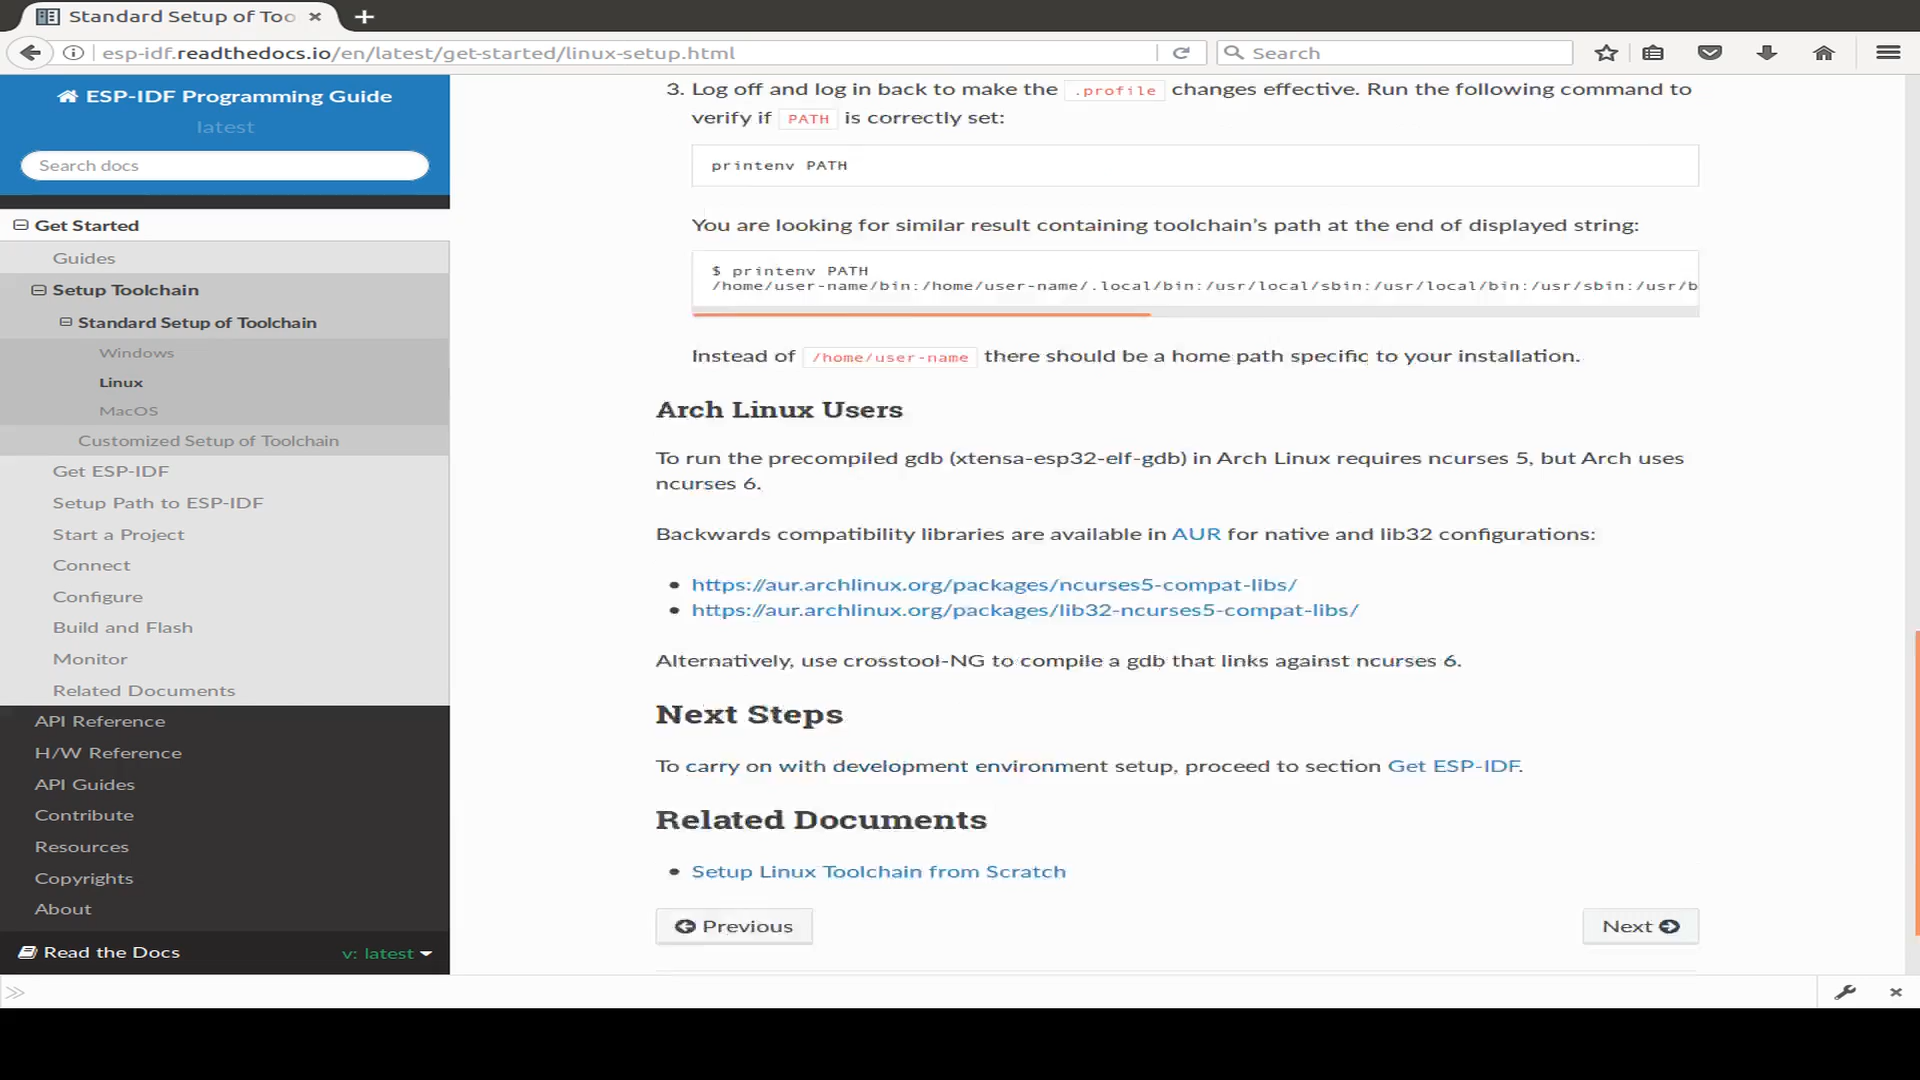 Standard Setup of Too
esp-idf.readthedocs.io/en/latest/get-started/linux-setup.html
Search
ESP-IDF Programming Guide
latest
Search docs
Get Started
Guides
Setup Toolchain
Standard Setup of Toolchain
Windows
Linux
MacOS
Customized Setup of Toolchain
Get ESP-IDF
Setup Path to ESP-IDF
Start a Project
Connect
Configure
Build and Flash
Monitor
Related Documents
API Reference
H/W Reference
API Guides
Contribute
Resources
Copyrights
About
Read the Docs
v: latest
3. Log off and log in back to make the .profile changes effective. Run the following command to
verify if PATH is correctly set:
printenv PATH
You are looking for similar result containing toolchain's path at the end of displayed string:
$ printenv PATH
/home/user-name/bin:/home/user-name/.local/bin:/usr/local/sbin:/usr/local/bin:/usr/sbin:/usr/b
Instead of /home/user-name there should be a home path specific to your installation.
Arch Linux Users
To run the precompiled gdb (xtensa-esp32-elf-gdb) in Arch Linux requires ncurses 5, but Arch uses
ncurses 6.
Backwards compatibility libraries are available in AUR for native and lib32 configurations:
• https://aur.archlinux.org/packages/ncurses5-compat-libs/
• https://aur.archlinux.org/packages/lib32-ncurses5-compat-libs/
Alternatively, use crosstool-NG to compile a gdb that links against ncurses 6.
Next Steps
To carry on with development environment setup, proceed to section Get ESP-IDF.
Related Documents
• Setup Linux Toolchain from Scratch
Previous
Next